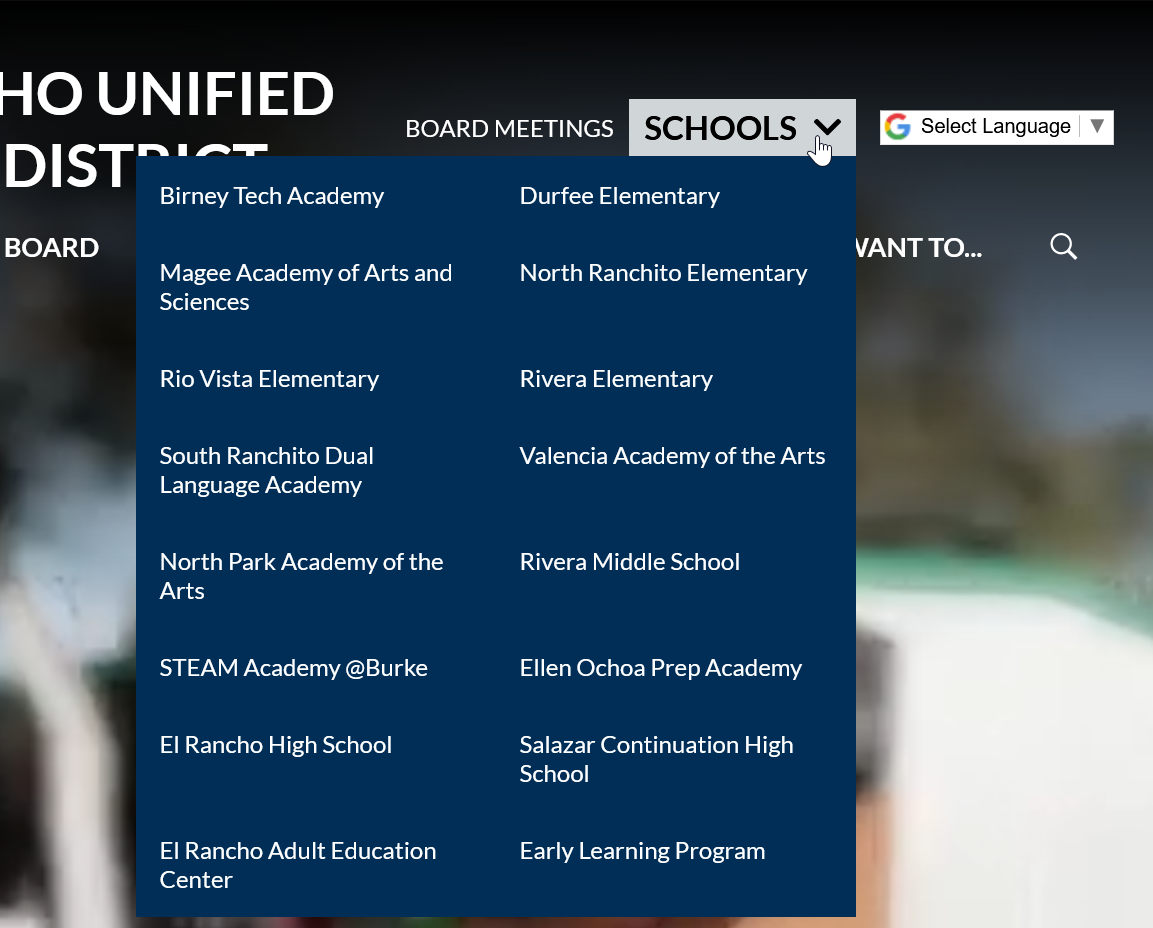 HO UNIFIED
DISTRICT
BOARD MEETINGS
SCHOOLS
Select Language ▼
BOARD
WANT TO...
Birney Tech Academy
Durfee Elementary
Magee Academy of Arts and
Sciences
North Ranchito Elementary
Rio Vista Elementary
Rivera Elementary
South Ranchito Dual
Language Academy
Valencia Academy of the Arts
North Park Academy of the
Arts
Rivera Middle School
STEAM Academy @Burke
Ellen Ochoa Prep Academy
El Rancho High School
Salazar Continuation High
School
El Rancho Adult Education
Center
Early Learning Program